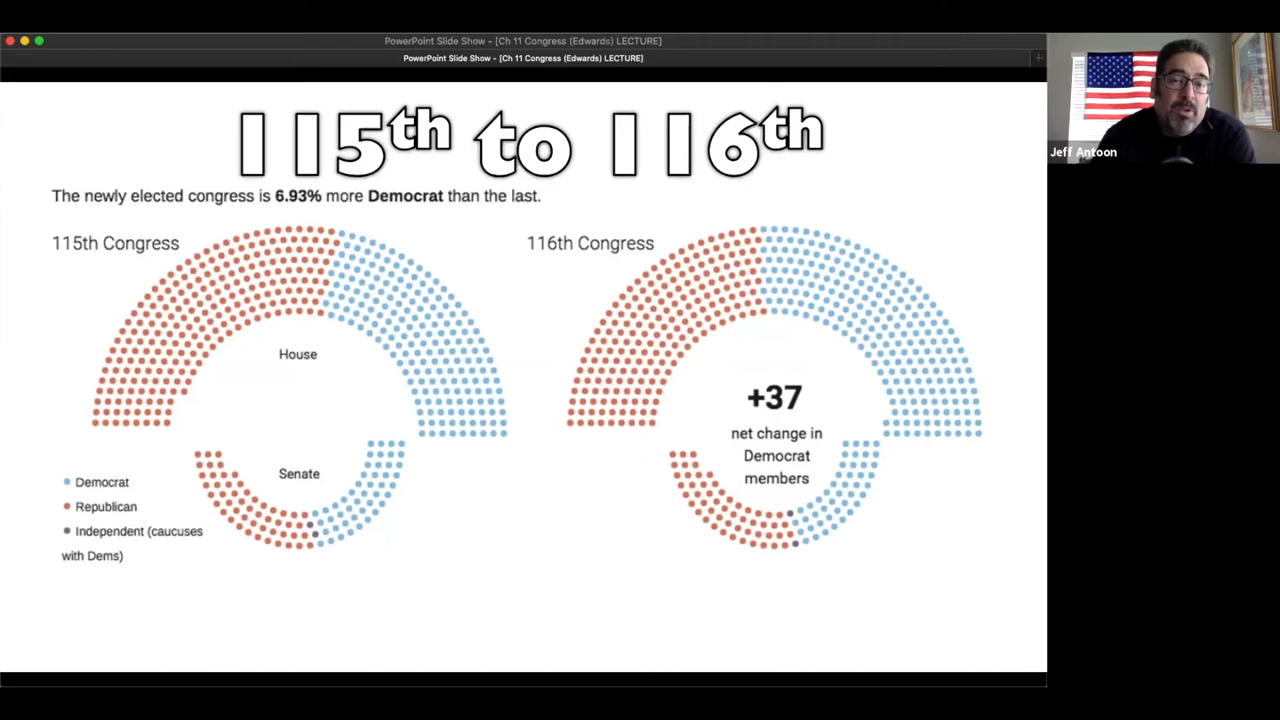 PowerPoint Slide Show - [Ch 11 Congress (Edwards) LECTURE]
PowerPoint Slide Show - [Ch 11 Congress (Edwards) LECTURE]
115th to 116th
The newly elected congress is 6.93% more Democrat than the last.
115th Congress
116th Congress
House
+37
net change in
Democrat
members
Senate
Democrat
Republican
Independent (caucuses
with Dems)
Jeff Antoon